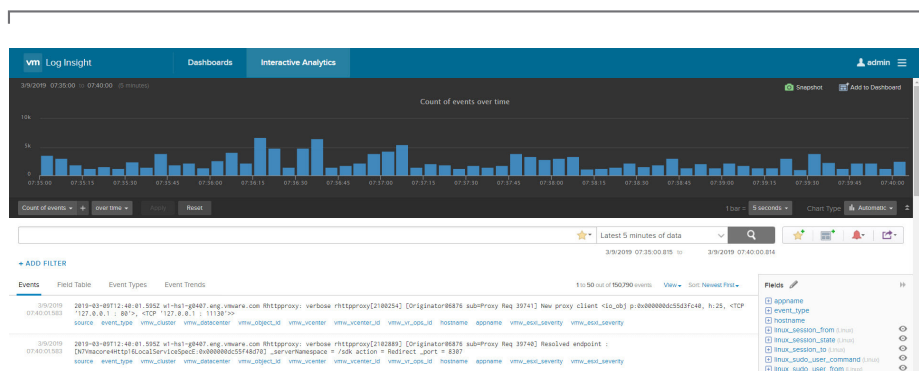 vm Log Insight Dashboards Interactive Analytics admin
3/9/2019 07:35:00 to 07:40:00 (5 minutes) Snapshot Add to Dashboard
Count of events over time
10k
5k
0
07:35:00 07:35:15 07:35:30 07:35:45 07:36:00 07:36:15 07:36:30 07:36:45 07:37:00 07:37:15 07:37:30 07:37:45 07:38:00 07:38:15 07:38:30 07:38:45 07:39:00 07:39:15 07:39:30 07:39:45 07:40:00
Count of events + over time Apply Reset 1 bar = 5 seconds Chart Type Automatic
Latest 5 minutes of data
3/9/2019 07:35:00.815 to 3/9/2019 07:40:00.814
+ ADD FILTER
Events Field Table Event Types Event Trends 1 to 50 out of 150,790 events View Sort: Newest First Fields
3/9/2019 2019-03-09T12:40:01.595Z w1-hs1-g0407.eng.vmware.com Rhttpproxy: verbose rhttpproxy[2100254] [Originator@6876 sub=Proxy Req 39741] New proxy client <io_obj p:0x000000dc55d3fc40, h:25, <TCP
07:40:01.583 '127.0.0.1 : 80'>, <TCP '127.0.0.1 : 11130'>>
source event_type vmw_cluster vmw_datacenter vmw_object_id vmw_vcenter vmw_vcenter_id vmw_vr_ops_id hostname appname vmw_esxi_severity vmw_esxi_severity
3/9/2019 2019-03-09T12:40:01.595Z w1-hs1-g0407.eng.vmware.com Rhttpproxy: verbose rhttpproxy[2102889] [Originator@6876 sub=Proxy Req 39740] Resolved endpoint :
07:40:01.583 [N7Vmacore4Http16LocalServiceSpecE:0x000000dc55f48d70] _serverNamespace = /sdk action = Redirect _port = 8307
source event_type vmw_cluster vmw_datacenter vmw_object_id vmw_vcenter vmw_vcenter_id vmw_vr_ops_id hostname appname vmw_esxi_severity vmw_esxi_severity
appname
event_type
hostname
linux_session_from (Linux)
linux_session_state (Linux)
linux_session_to (Linux)
linux_sudo_user_command (Linux)
linux_sudo_user_from (Linux)